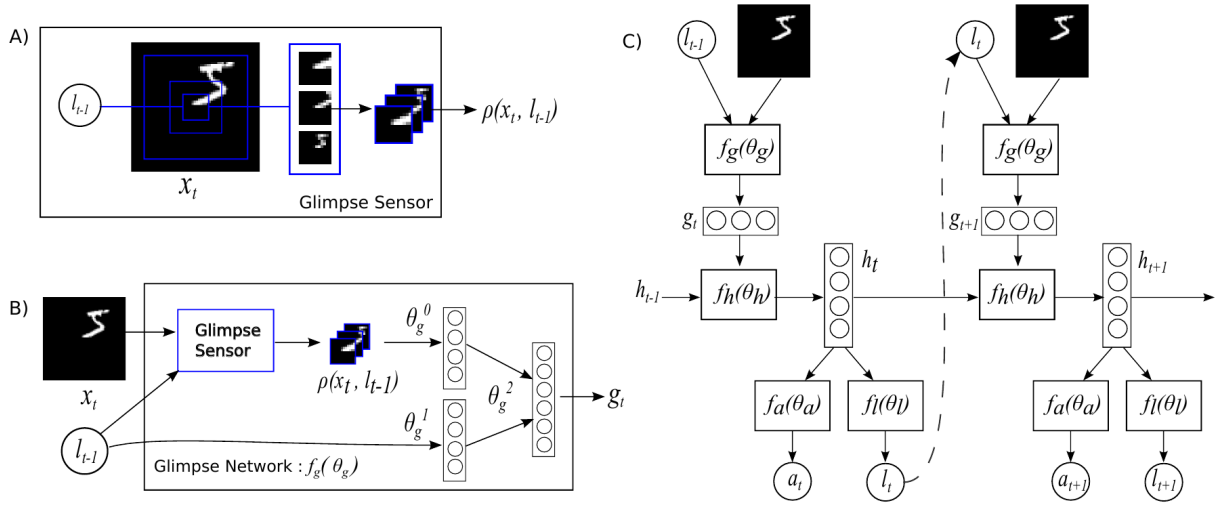 A)
l_{t-1}
x_t
ρ(x_t, l_{t-1})
Glimpse Sensor
B)
x_t
l_{t-1}
Glimpse
Sensor
ρ(x_t, l_{t-1})
θ_g^0
θ_g^1
θ_g^2
g_t
Glimpse Network : f_g( θ_g )
C)
l_{t-1}
l_t
f_g(θ_g)
f_g(θ_g)
g_t
g_{t+1}
h_{t-1}
f_h(θ_h)
h_t
f_h(θ_h)
h_{t+1}
f_a(θ_a)
f_l(θ_l)
f_a(θ_a)
f_l(θ_l)
a_t
l_t
a_{t+1}
l_{t+1}